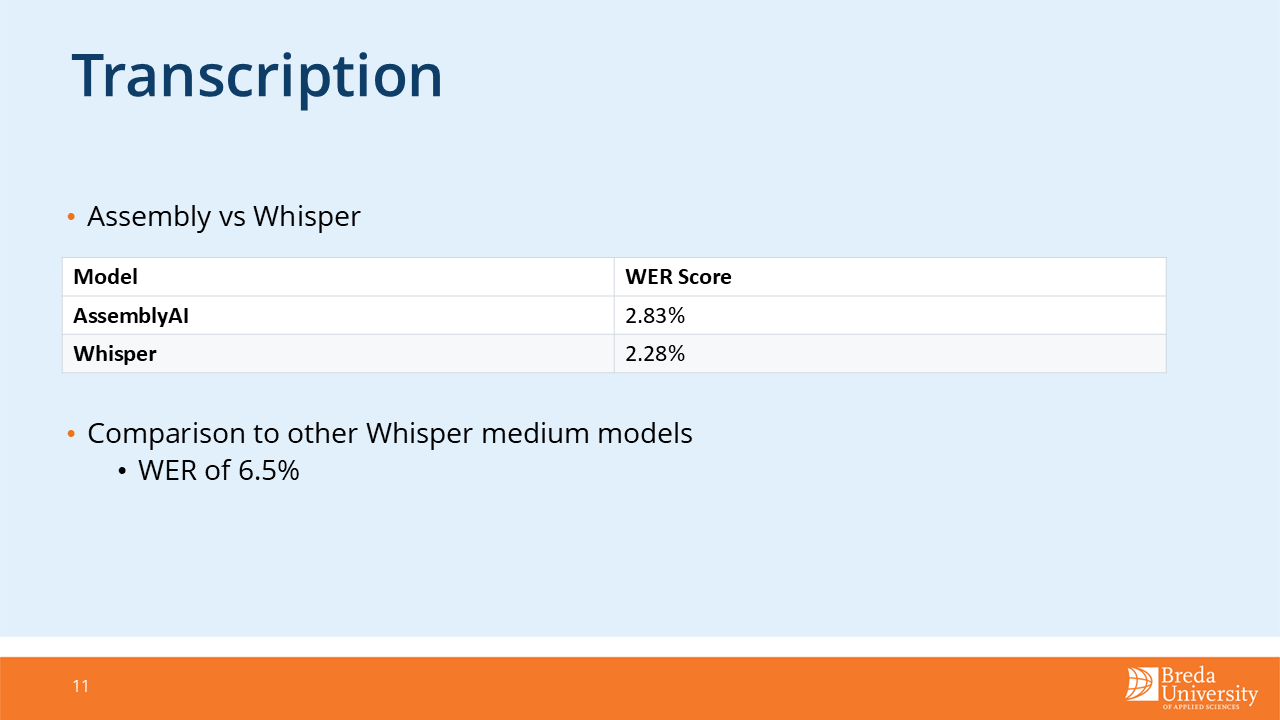 Transcription
• Assembly vs Whisper
Model WER Score
AssemblyAI 2.83%
Whisper 2.28%
• Comparison to other Whisper medium models
• WER of 6.5%
11
Breda
University
OF APPLIED SCIENCES